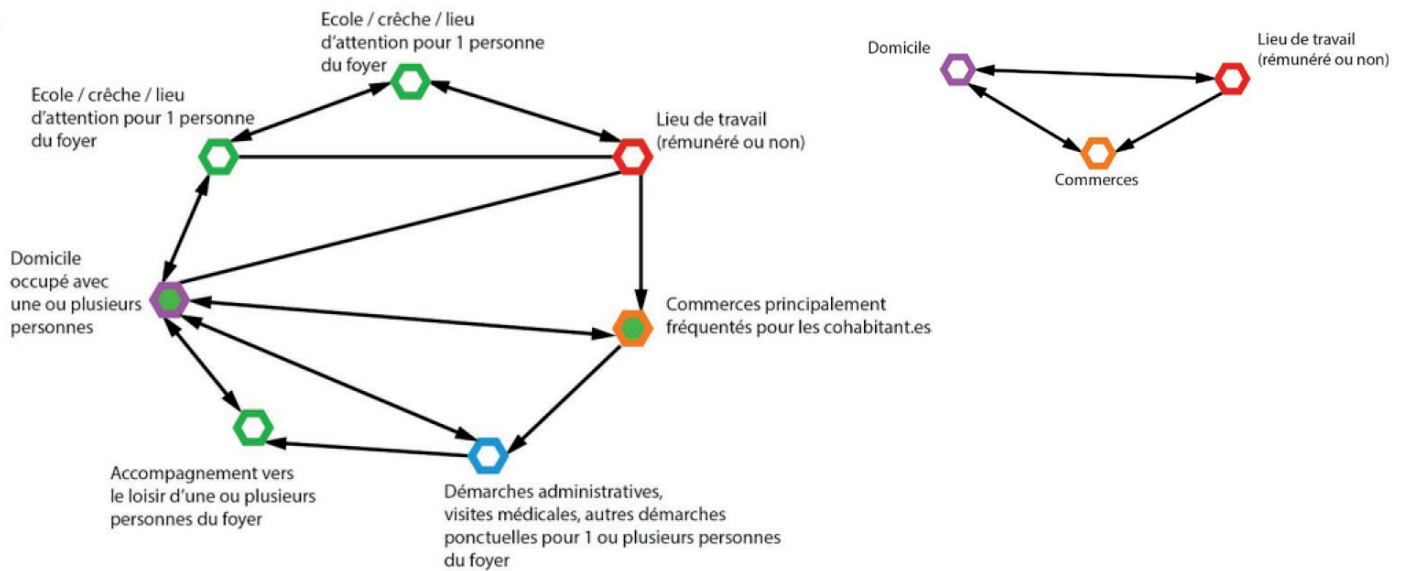 Ecole / crêche / lieu
d'attention pour 1 personne
du foyer
Ecole / crêche / lieu
d'attention pour 1 personne
du foyer
Lieu de travail
(rémunéré ou non)
Domicile
occupé avec
une ou plusieurs
personnes
Commerces principalement
fréquentés pour les cohabitant.es
Accompagnement vers
le loisir d'une ou plusieurs
personnes du foyer
Démarches administratives,
visites médicales, autres démarches
ponctuelles pour 1 ou plusieurs personnes
du foyer
Domicile
Lieu de travail
(rémunéré ou non)
Commerces